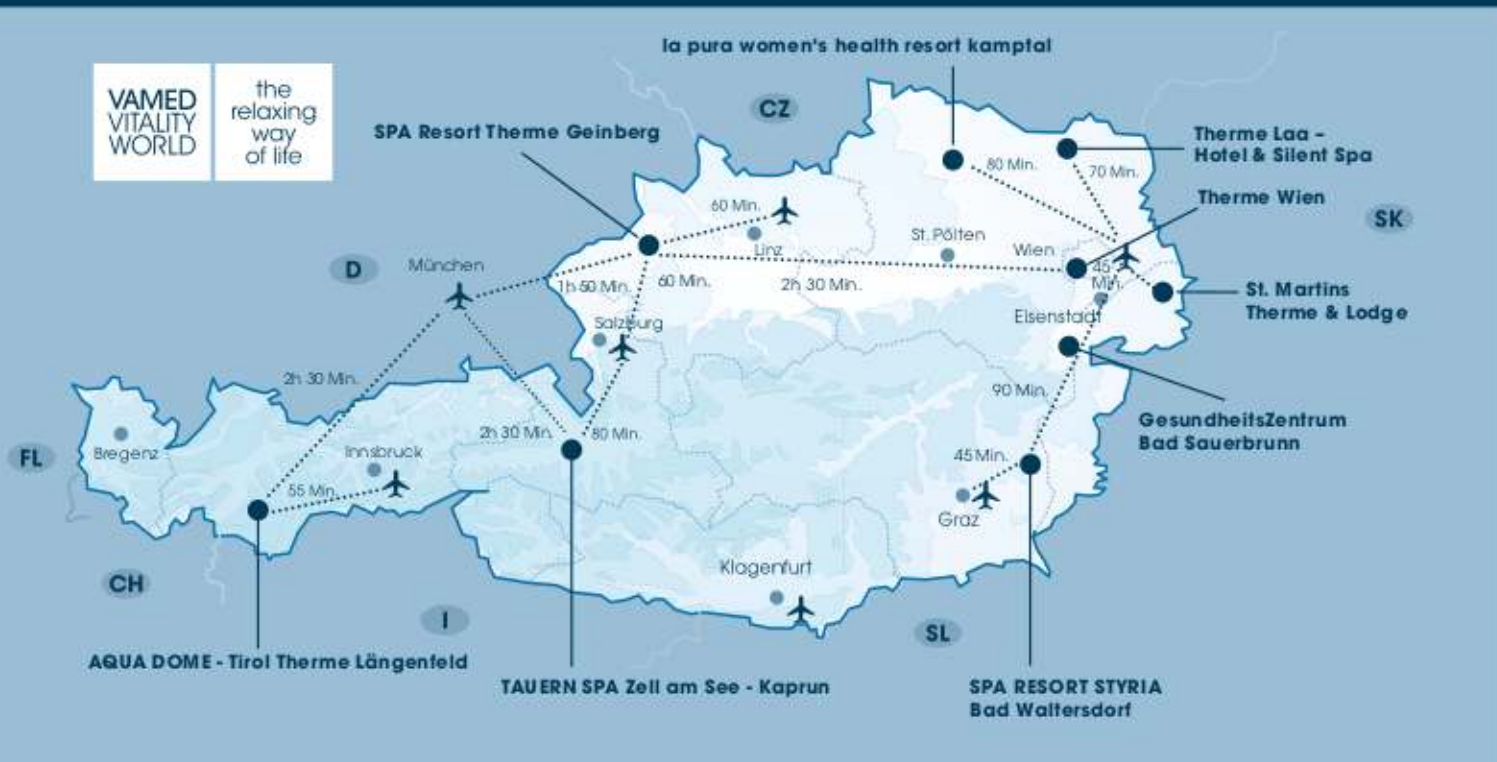 la pura women's health resort kamptal
VAMED
VITALITY
WORLD
the
relaxing
way
of life
CZ
SPA Resort Therme Geinberg
Therme Laa –
Hotel & Silent Spa
80 Min.
70 Min.
Therme Wien
60 Min.
SK
Linz
St. Pölten
Wien
D
München
45
Min.
1h 50 Min.
60 Min.
2h 30 Min.
St. Martins
Therme & Lodge
Salzburg
Eisenstadt
2h 30 Min.
90 Min.
GesundheitsZentrum
Bad Sauerbrunn
2h 30 Min.
80 Min.
FL
Bregenz
Innsbruck
45 Min.
55 Min.
Graz
CH
Klagenfurt
I
SL
AQUA DOME - Tirol Therme Längenfeld
TAUERN SPA Zell am See - Kaprun
SPA RESORT STYRIA
Bad Waltersdorf